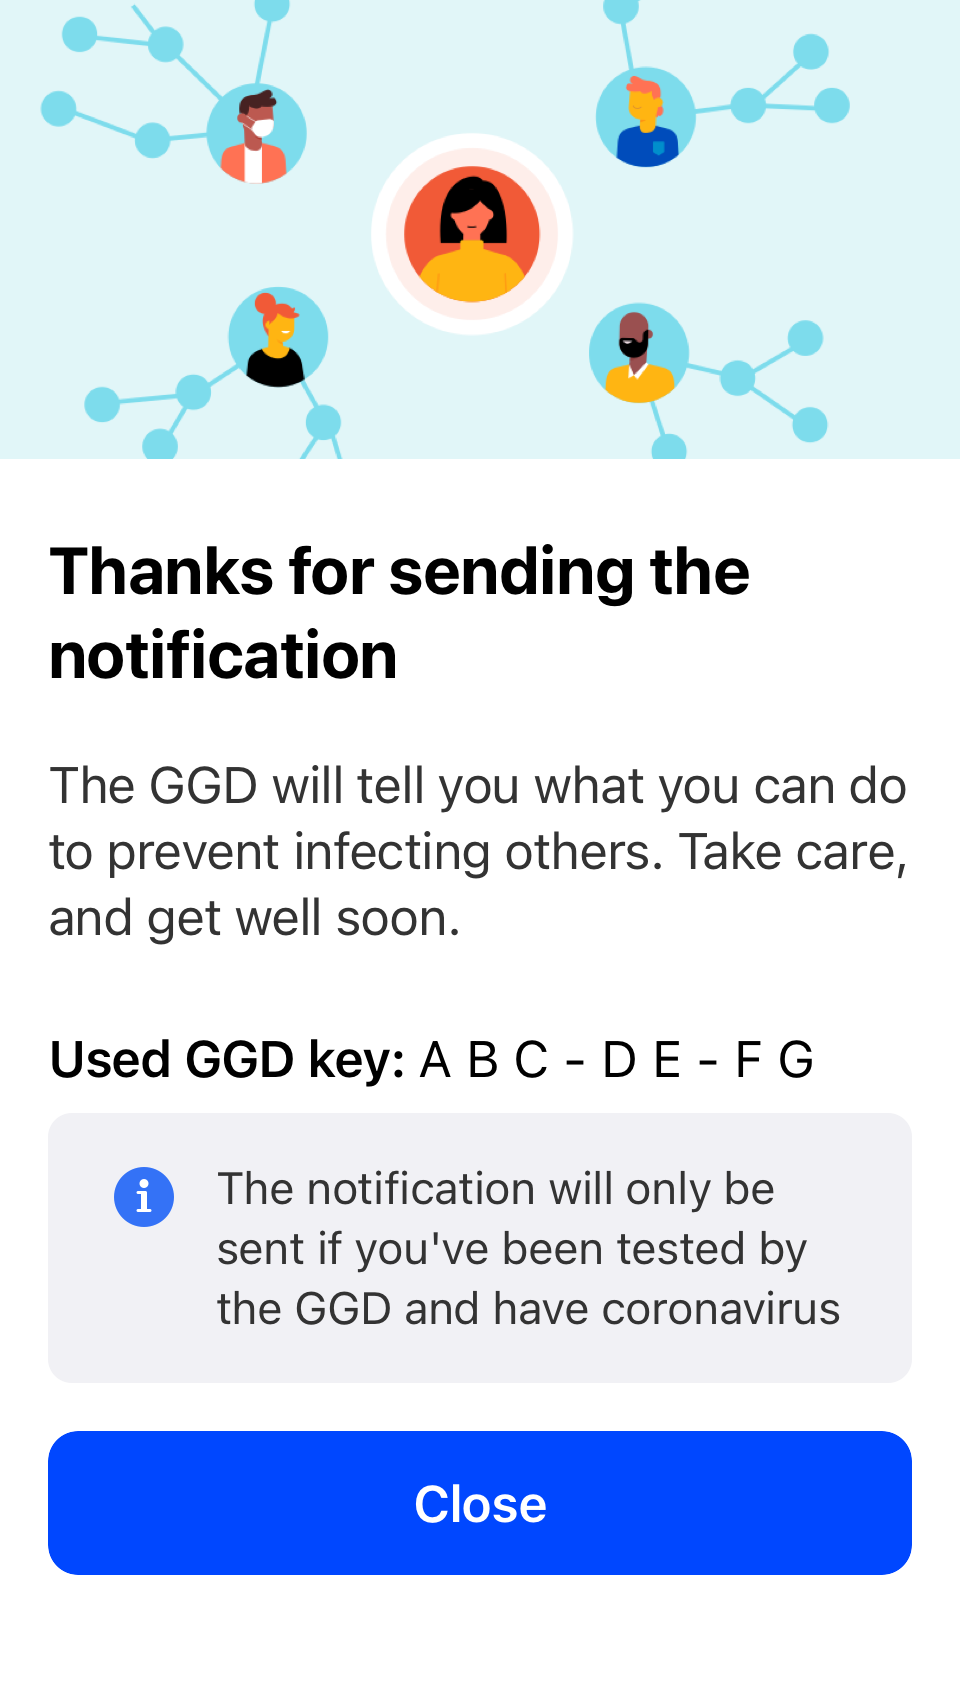 Thanks for sending the
notification
The GGD will tell you what you can do
to prevent infecting others. Take care,
and get well soon.
Used GGD key: A B C - D E - F G
The notification will only be
sent if you've been tested by
the GGD and have coronavirus
Close